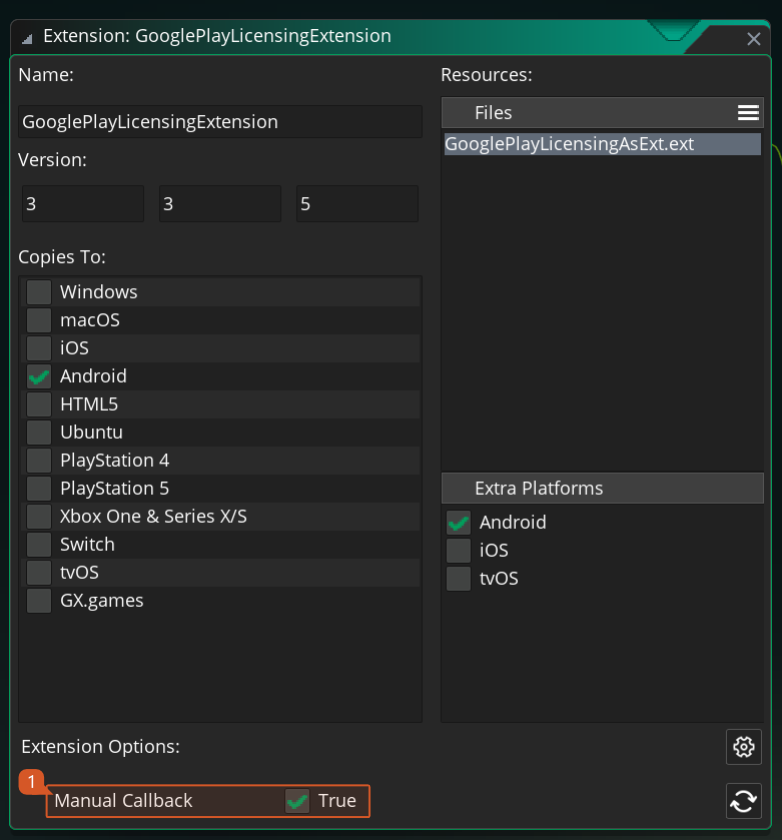 Extension: GooglePlayLicensingExtension
Name:
GooglePlayLicensingExtension
Version:
3 3 5
Copies To:
Windows
macOS
iOS
Android
HTML5
Ubuntu
PlayStation 4
PlayStation 5
Xbox One & Series X/S
Switch
tvOS
GX.games
Resources:
Files
GooglePlayLicensingAsExt.ext
Extra Platforms
Android
iOS
tvOS
Extension Options:
1
Manual Callback True